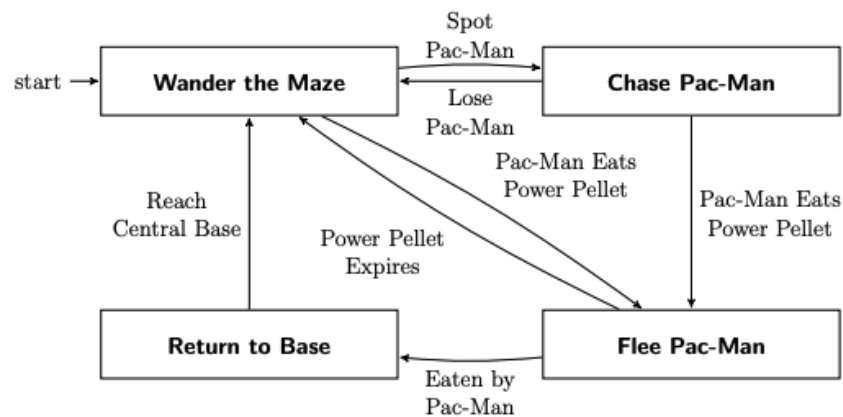 Spot
Pac-Man
start
Wander the Maze
Chase Pac-Man
Lose
Pac-Man
Pac-Man Eats
Power Pellet
Pac-Man Eats
Power Pellet
Reach
Central Base
Power Pellet
Expires
Return to Base
Flee Pac-Man
Eaten by
Pac-Man